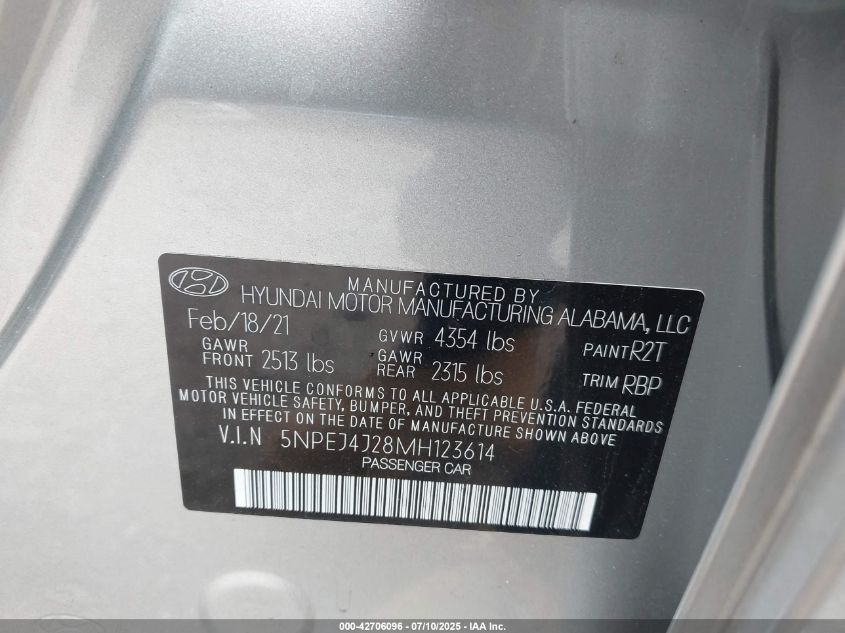 MANUFACTURED BY
HYUNDAI MOTOR MANUFACTURING ALABAMA, LLC
Feb/18/21 GVWR 4354 lbs PAINT R2T
GAWR FRONT 2513 lbs GAWR REAR 2315 lbs TRIM RBP
THIS VEHICLE CONFORMS TO ALL APPLICABLE U.S.A. FEDERAL
MOTOR VEHICLE SAFETY, BUMPER, AND THEFT PREVENTION STANDARDS
IN EFFECT ON THE DATE OF MANUFACTURE SHOWN ABOVE
V.I.N 5NPEJ4J28MH123614
PASSENGER CAR
000-42706096 - 07/10/2025 - IAA Inc.